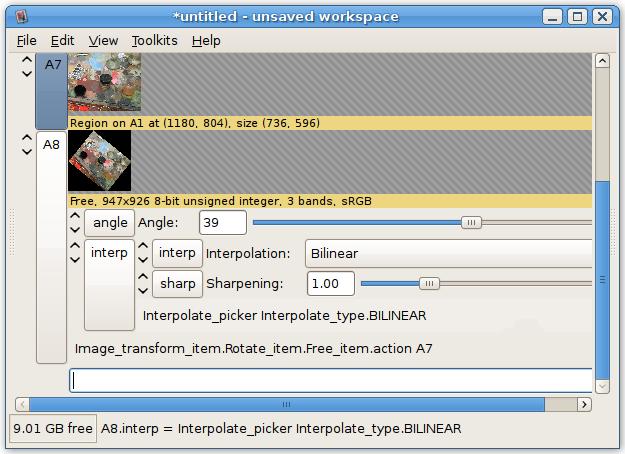 *untitled - unsaved workspace
File Edit View Toolkits Help
A7
Region on A1 at (1180, 804), size (736, 596)
A8
Free, 947x926 8-bit unsigned integer, 3 bands, sRGB
angle Angle: 39
interp interp Interpolation: Bilinear
sharp Sharpening: 1.00
Interpolate_picker Interpolate_type.BILINEAR
Image_transform_item.Rotate_item.Free_item.action A7
9.01 GB free A8.interp = Interpolate_picker Interpolate_type.BILINEAR